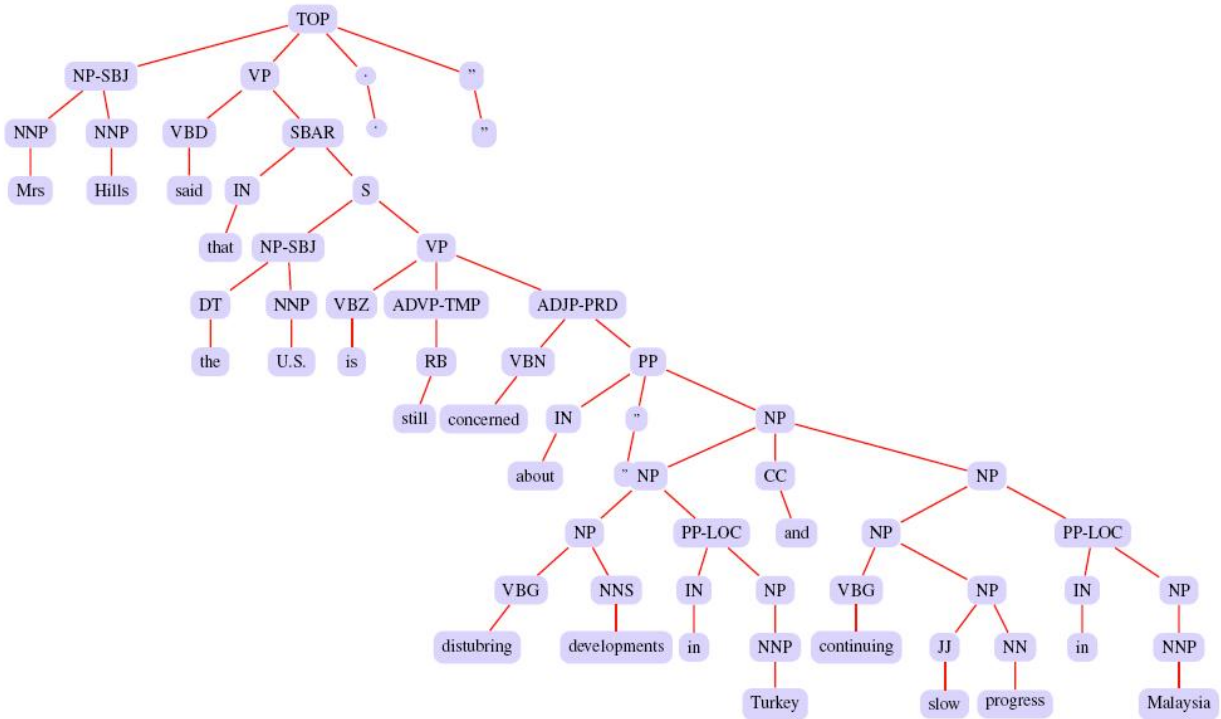 TOP
NP-SBJ VP . ”
NNP NNP VBD SBAR . ”
Mrs Hills said IN S
that NP-SBJ VP
DT NNP VBZ ADVP-TMP ADJP-PRD
the U.S. is RB VBN PP
still concerned IN ” NP
about ” NP CC NP
NP PP-LOC and NP PP-LOC
VBG NNS IN NP VBG NP IN NP
distubring developments in NNP continuing JJ NN in NNP
Turkey slow progress Malaysia